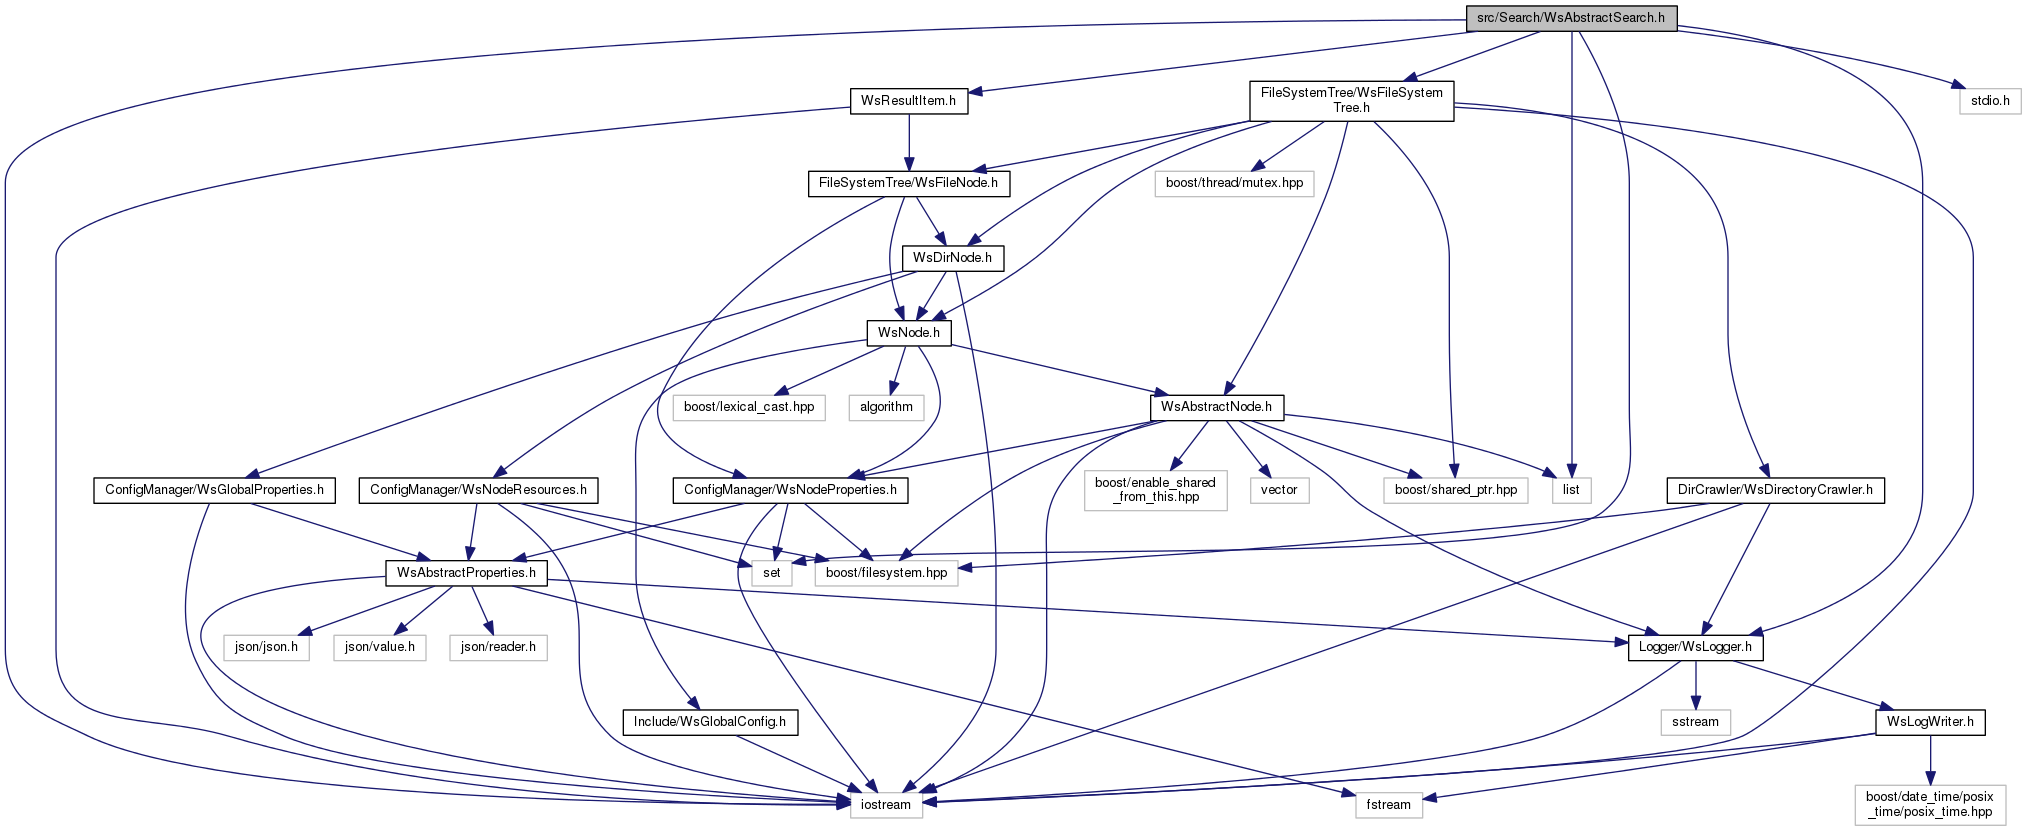 src/Search/WsAbstractSearch.h
WsResultItem.h
FileSystemTree/WsFileSystem
Tree.h
stdio.h
FileSystemTree/WsFileNode.h
boost/thread/mutex.hpp
WsDirNode.h
WsNode.h
boost/lexical_cast.hpp
algorithm
WsAbstractNode.h
ConfigManager/WsGlobalProperties.h
ConfigManager/WsNodeResources.h
ConfigManager/WsNodeProperties.h
boost/enable_shared
_from_this.hpp
vector
boost/shared_ptr.hpp
list
DirCrawler/WsDirectoryCrawler.h
WsAbstractProperties.h
set
boost/filesystem.hpp
json/json.h
json/value.h
json/reader.h
Logger/WsLogger.h
Include/WsGlobalConfig.h
sstream
WsLogWriter.h
iostream
fstream
boost/date_time/posix
_time/posix_time.hpp